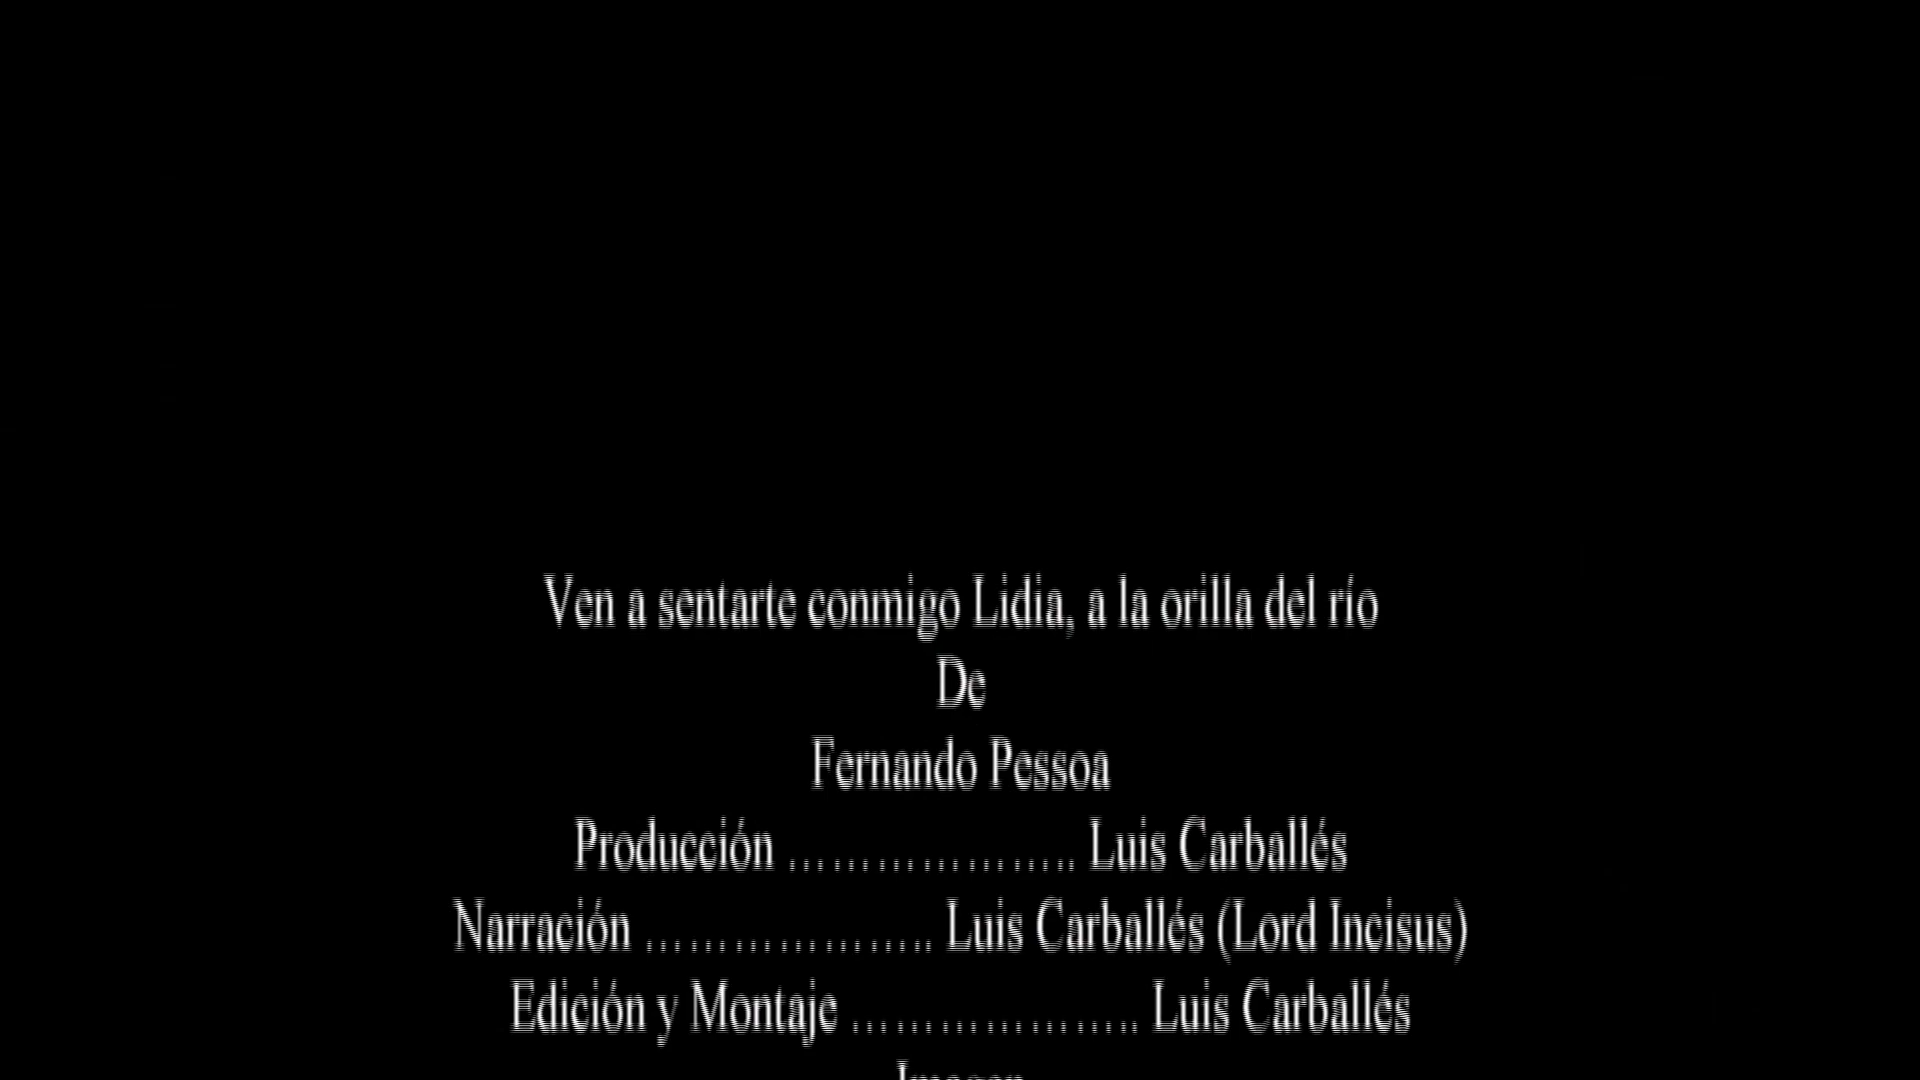 Ven a sentarte conmigo Lidia, a la orilla del río
De
Fernando Pessoa
Producción ……………….. Luis Carballés
Narración ……………….. Luis Carballés (Lord Incisus)
Edición y Montaje ……………….. Luis Carballés
Imagen